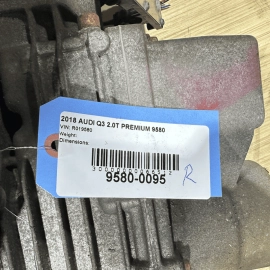 2018 AUDI Q3 2.0T PREMIUM 9580
VIN: R019580
Weight:
Dimensions:
9580-0095
R